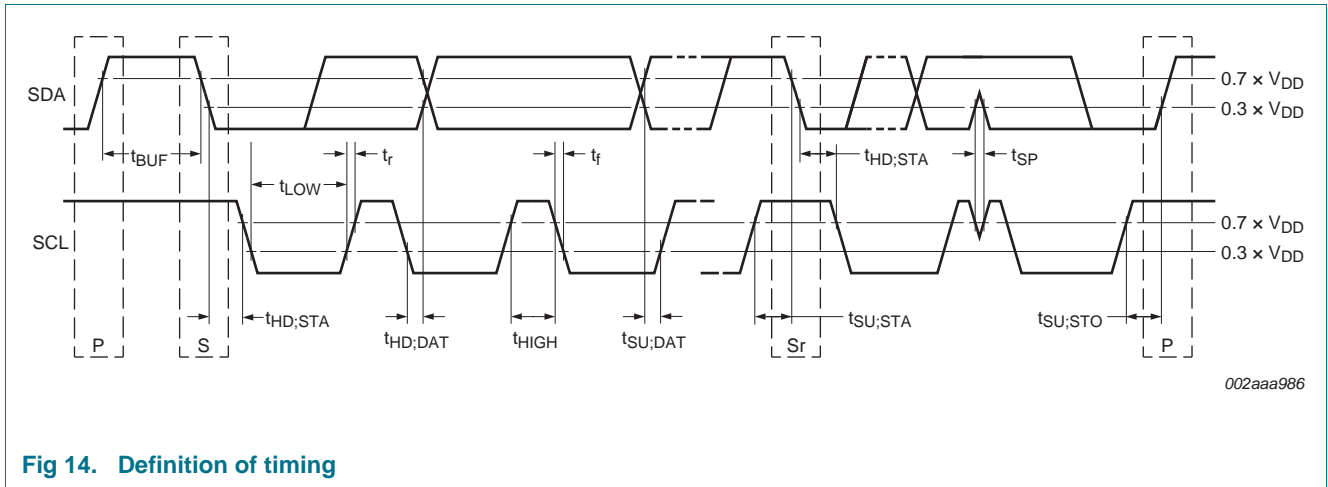 SDA
0.7 × VDD
0.3 × VDD
tBUF
tLOW
tr
tf
tHD;STA
tSP
SCL
0.7 × VDD
0.3 × VDD
tHD;STA
tHD;DAT
tHIGH
tSU;DAT
tSU;STA
tSU;STO
P
S
Sr
P
002aaa986
Fig 14. Definition of timing